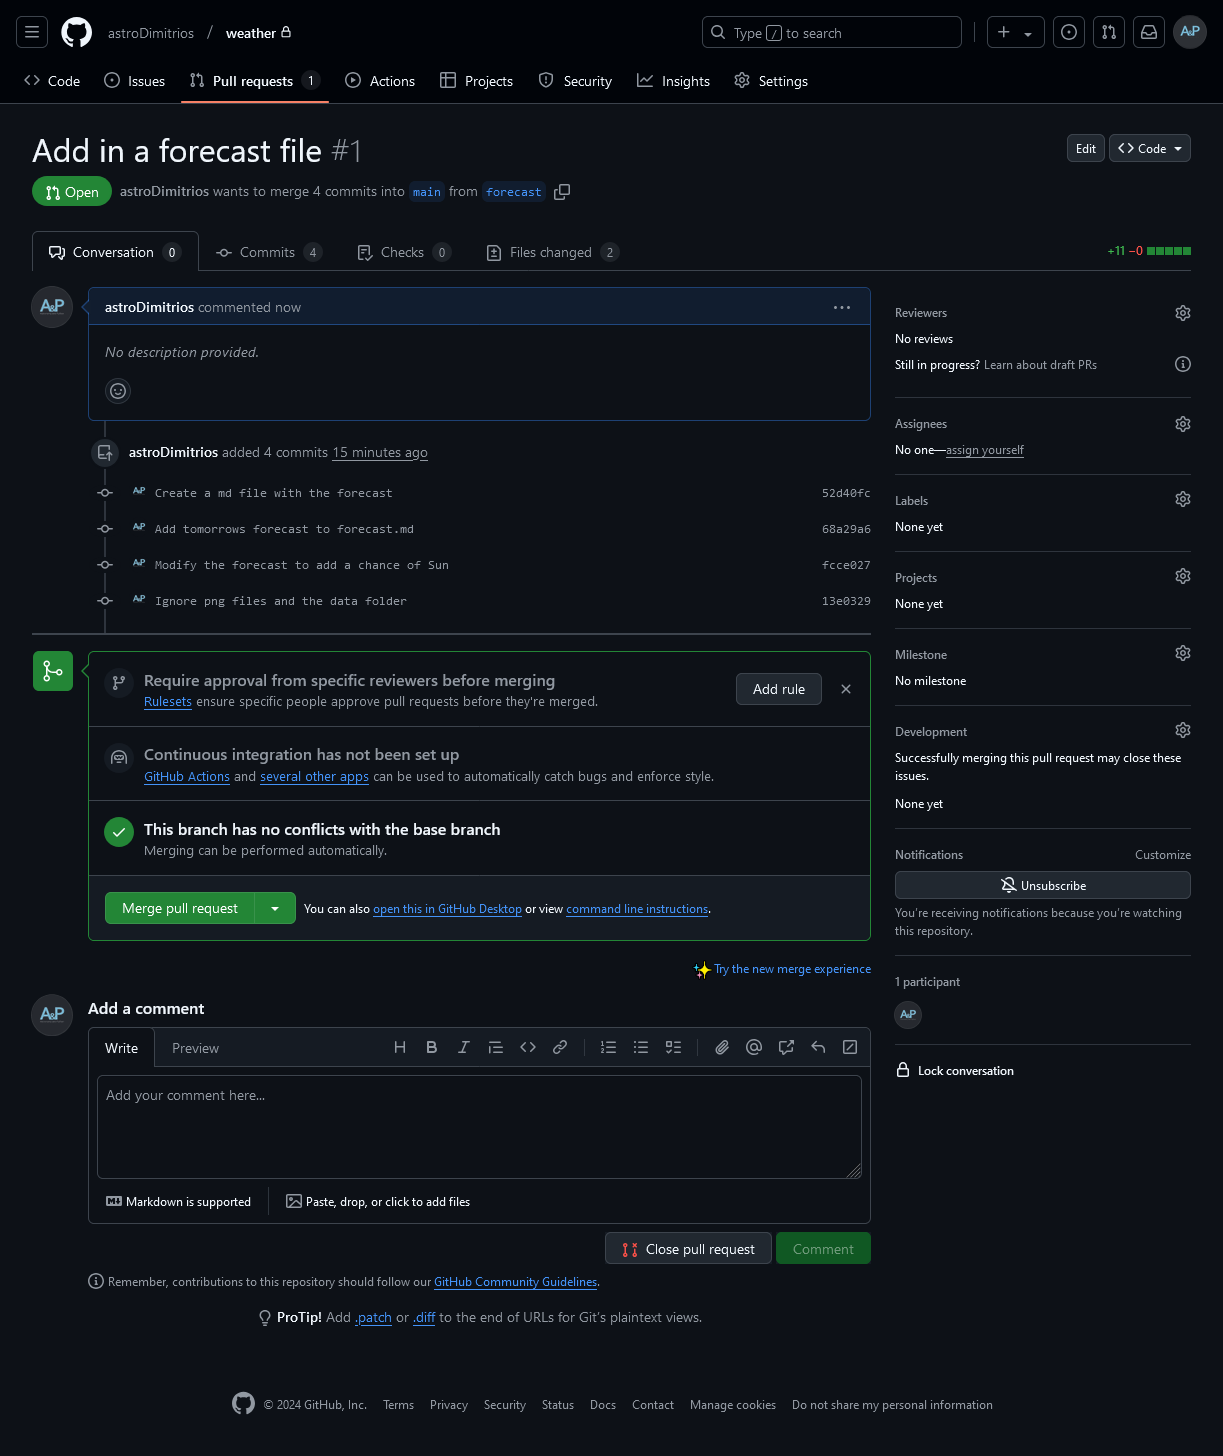 astroDimitrios / weather
Type / to search
A&P
Code
Issues
Pull requests 1
Actions
Projects
Security
Insights
Settings
Add in a forecast file #1
Edit
Code
Open
astroDimitrios wants to merge 4 commits into main from forecast
Conversation 0
Commits 4
Checks 0
Files changed 2
+11 −0
A&P
astroDimitrios commented now
No description provided.
astroDimitrios added 4 commits 15 minutes ago
A&P Create a md file with the forecast 52d40fc
A&P Add tomorrows forecast to forecast.md 68a29a6
A&P Modify the forecast to add a chance of Sun fcce027
A&P Ignore png files and the data folder 13e0329
Require approval from specific reviewers before merging
Rulesets ensure specific people approve pull requests before they're merged.
Add rule
Continuous integration has not been set up
GitHub Actions and several other apps can be used to automatically catch bugs and enforce style.
This branch has no conflicts with the base branch
Merging can be performed automatically.
Merge pull request
You can also open this in GitHub Desktop or view command line instructions.
Try the new merge experience
A&P
Add a comment
Write
Preview
Add your comment here...
Markdown is supported
Paste, drop, or click to add files
Close pull request
Comment
Remember, contributions to this repository should follow our GitHub Community Guidelines.
ProTip! Add .patch or .diff to the end of URLs for Git's plaintext views.
Reviewers
No reviews
Still in progress? Learn about draft PRs
Assignees
No one—assign yourself
Labels
None yet
Projects
None yet
Milestone
No milestone
Development
Successfully merging this pull request may close these
issues.
None yet
Notifications
Customize
Unsubscribe
You're receiving notifications because you're watching
this repository.
1 participant
A&P
Lock conversation
© 2024 GitHub, Inc.
Terms
Privacy
Security
Status
Docs
Contact
Manage cookies
Do not share my personal information